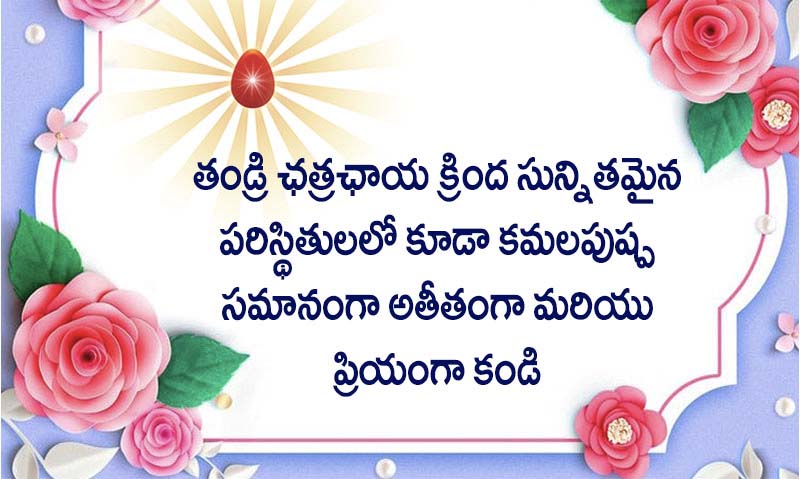 తండ్రి ఛత్రఛాయ క్రింద సున్నితమైన
పరిస్థితులలో కూడా కమలపుష్ప
సమానంగా అతీతంగా మరియు
ప్రియంగా కండి